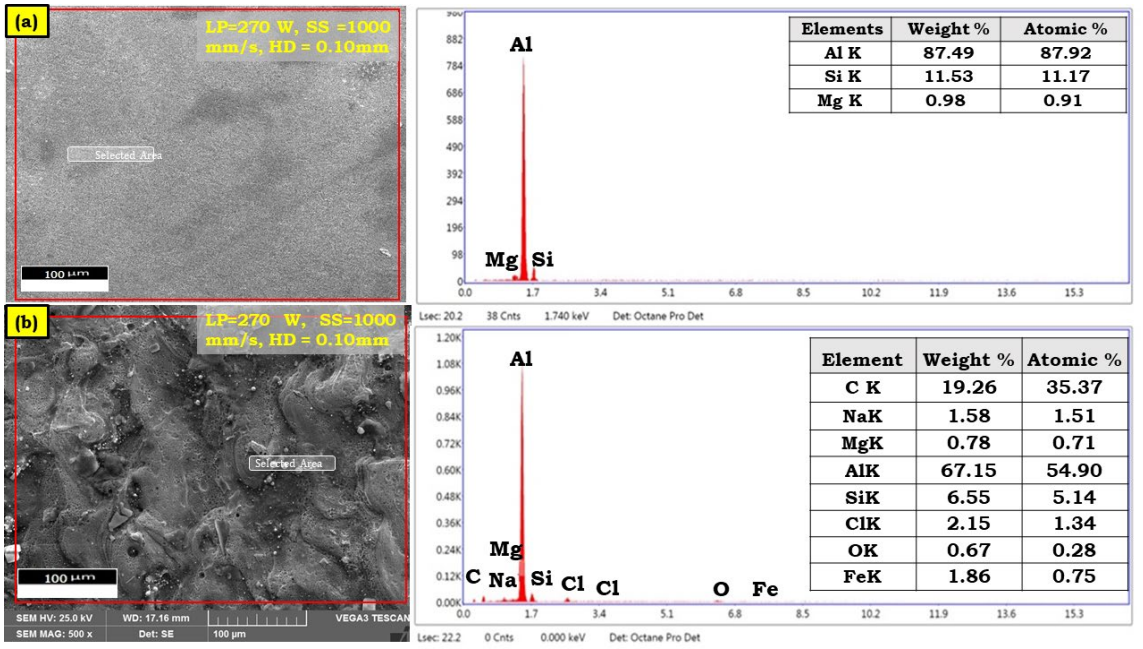 (a)
LP=270 W, SS =1000
mm/s, HD = 0.10mm
Selected Area
100 µm
882
784
686
588
490
392
294
196
98
0
Al
Mg Si
0.0 1.7 3.4 5.1 6.8 8.5 10.2 11.9 13.6 15.3
Lsec: 20.2 38 Cnts 1.740 keV Det: Octane Pro Det
Elements Weight % Atomic %
Al K 87.49 87.92
Si K 11.53 11.17
Mg K 0.98 0.91
(b)
LP=270 W, SS=1000
mm/s, HD = 0.10mm
Selected Area
100 µm
SEM HV: 25.0 kV WD: 17.16 mm VEGA3 TESCAN
SEM MAG: 500 x Det: SE 100 µm
1.20K
1.08K
0.96K
0.84K
0.72K
0.60K
0.48K
0.36K
0.24K
0.12K
0.00K
Al
Mg
C Na Si Cl Cl O Fe
0.0 1.7 3.4 5.1 6.8 8.5 10.2 11.9 13.6 15.3
Lsec: 22.2 0 Cnts 0.000 keV Det: Octane Pro Det
Element Weight % Atomic %
C K 19.26 35.37
NaK 1.58 1.51
MgK 0.78 0.71
AlK 67.15 54.90
SiK 6.55 5.14
ClK 2.15 1.34
OK 0.67 0.28
FeK 1.86 0.75